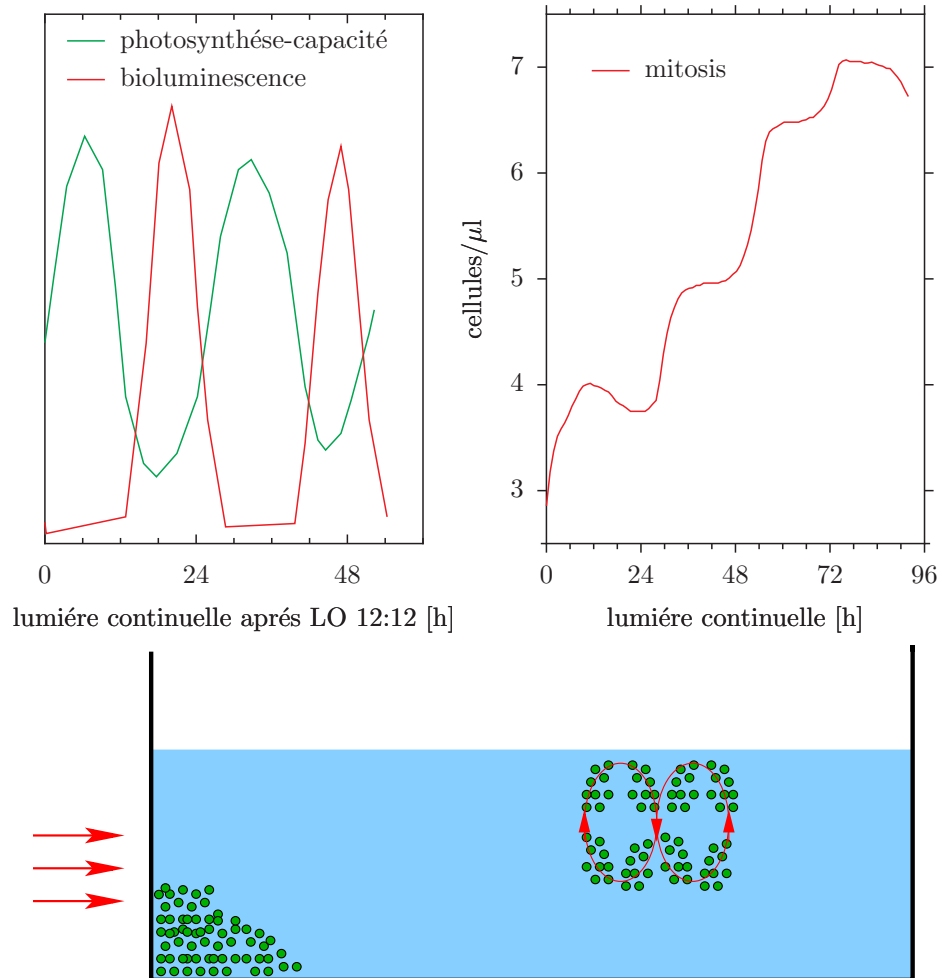 photosynthése-capacité
bioluminescence
0
24
48
lumiére continuelle aprés LO 12:12 [h]
mitosis
cellules/μl
7
6
5
4
3
0
24
48
72
96
lumiére continuelle [h]